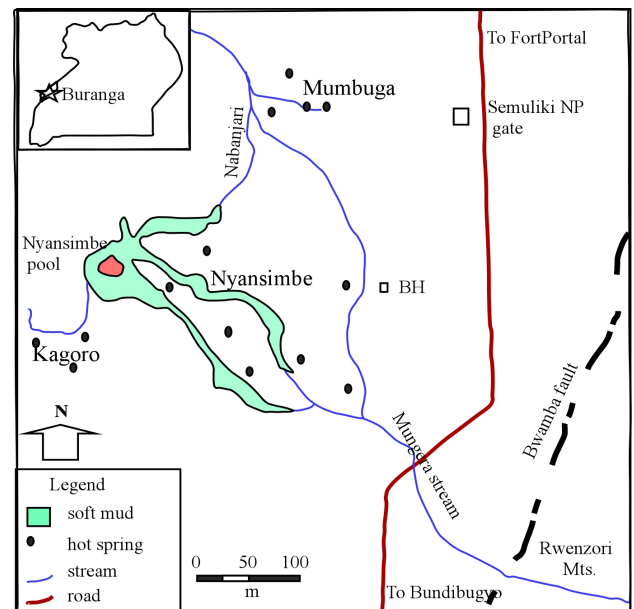 To FortPortal
Buranga
Mumbuga
Semuliki NP
gate
Nabanjari
Nyansimbe
pool
Nyansimbe
BH
Kagoro
Bwamba fault
N
Mungera stream
Legend
soft mud
hot spring
stream
road
0 50 100
m
Rwenzori
Mts.
To Bundibugyo